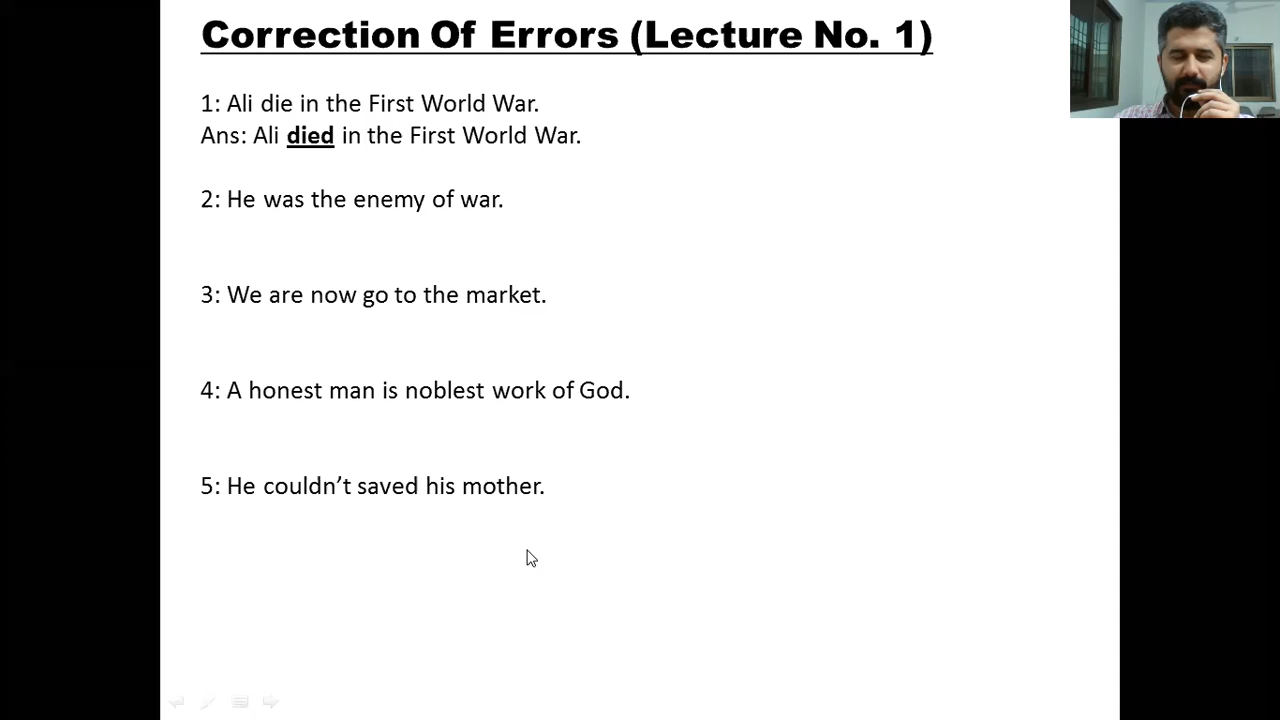 Correction Of Errors (Lecture No. 1)
1: Ali die in the First World War.
Ans: Ali died in the First World War.
2: He was the enemy of war.
3: We are now go to the market.
4: A honest man is noblest work of God.
5: He couldn’t saved his mother.